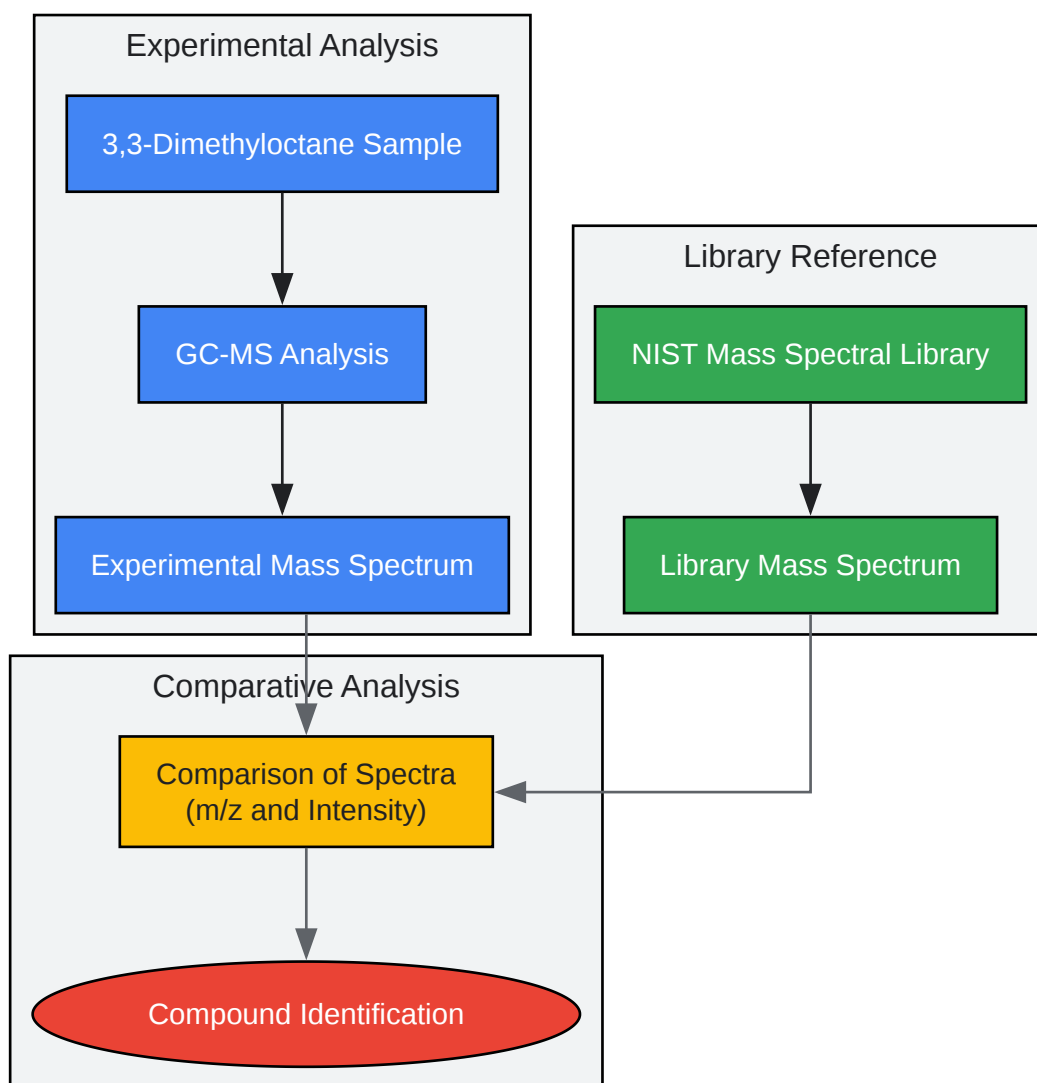 Experimental Analysis
3,3-Dimethyloctane Sample
GC-MS Analysis
Experimental Mass Spectrum
Library Reference
NIST Mass Spectral Library
Library Mass Spectrum
Comparative Analysis
Comparison of Spectra
(m/z and Intensity)
Compound Identification